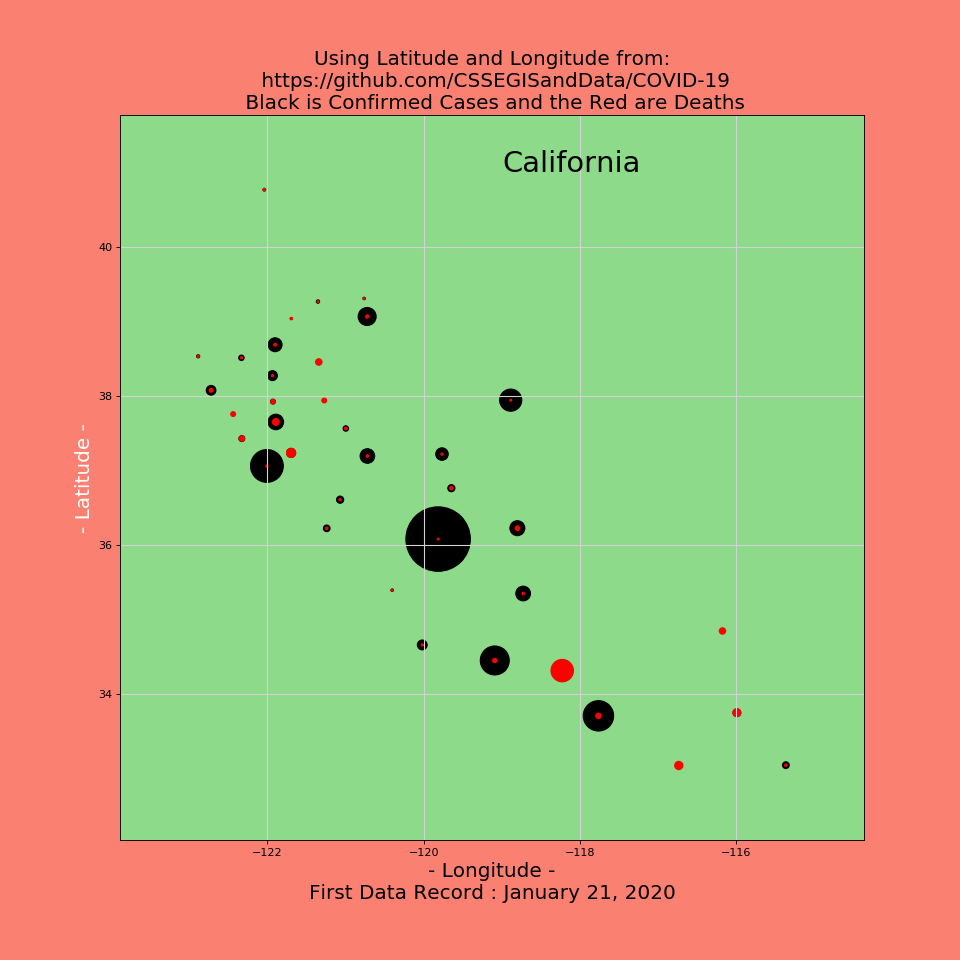 Using Latitude and Longitude from:
https://github.com/CSSEGISandData/COVID-19
Black is Confirmed Cases and the Red are Deaths
California
40
38
36
34
- Latitude -
−122
−120
−118
−116
- Longitude -
First Data Record : January 21, 2020